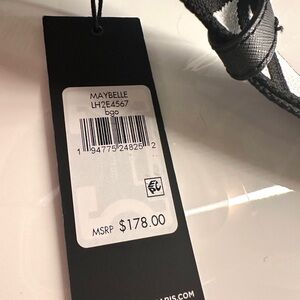 MAYBELLE
LH2E4567
bgo
1 94775 24825 2
MSRP $178.00